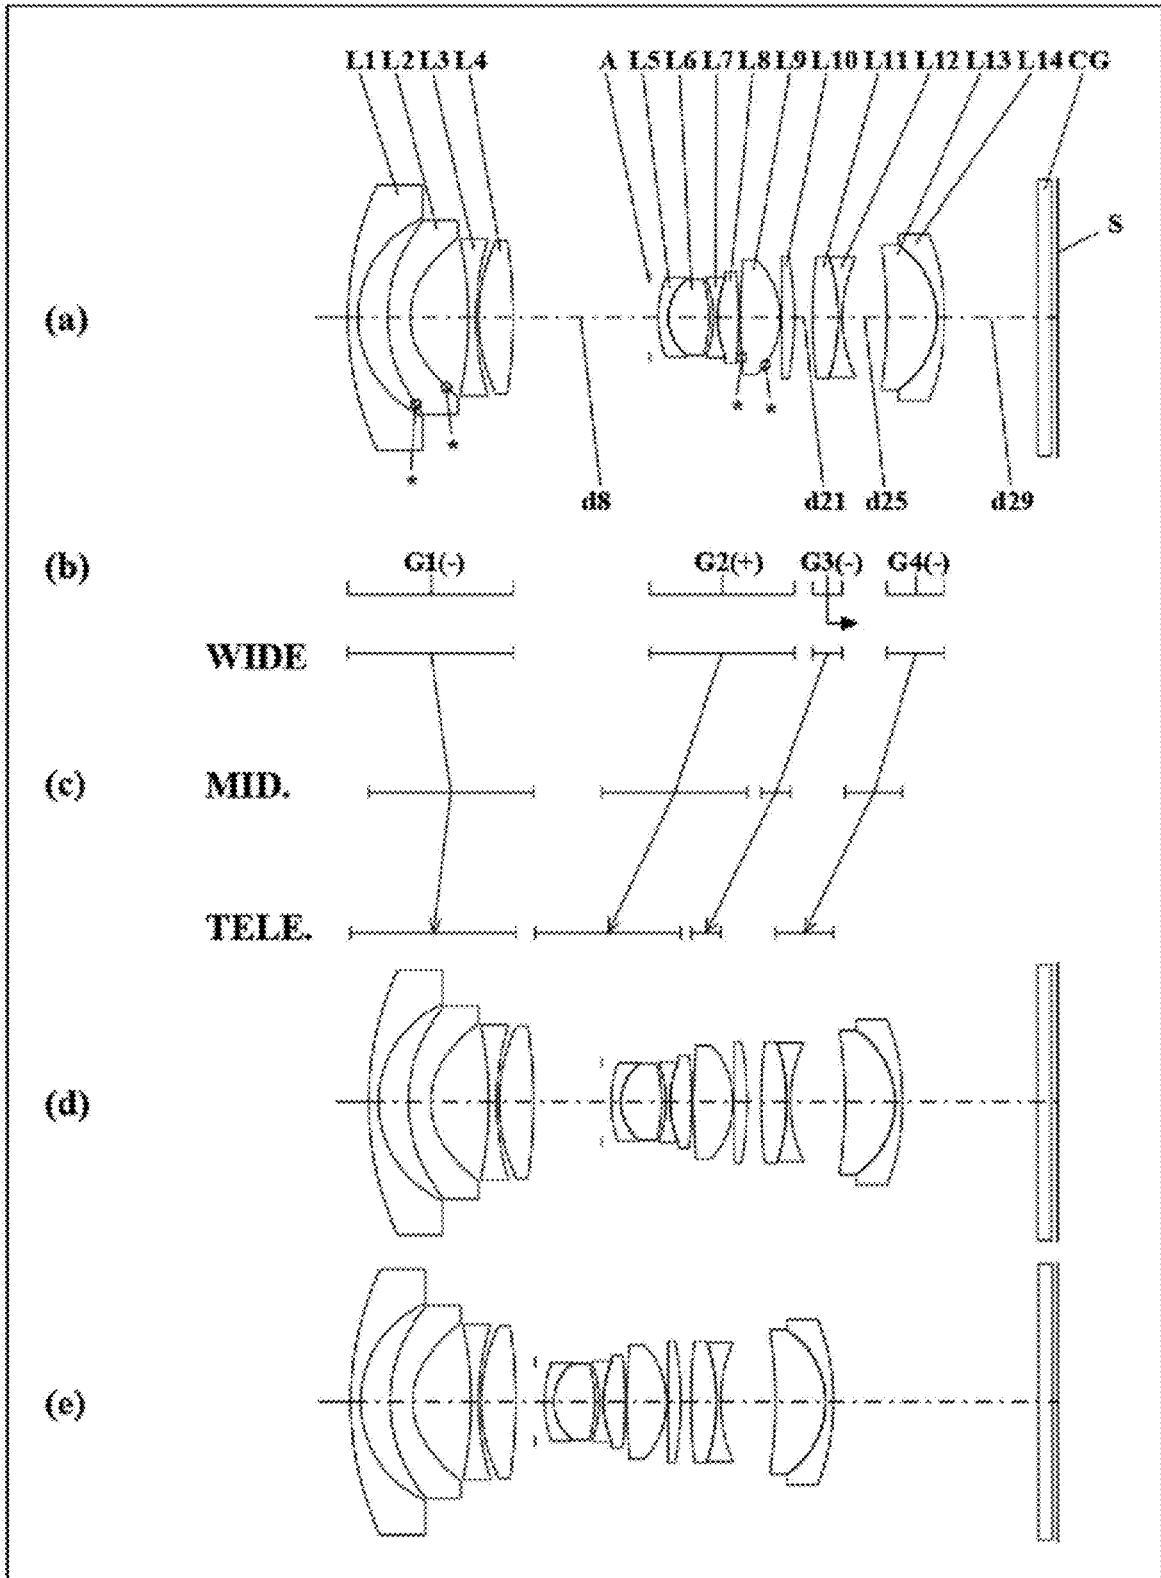 L1 L2 L3 L4 A L5 L6 L7 L8 L9 L10 L11 L12 L13 L14 CG
S
(a)
* * * *
d8 d21 d25 d29
(b) G1(-) G2(+) G3(-) G4(-)
WIDE
(c) MID.
TELE.
(d)
(e)